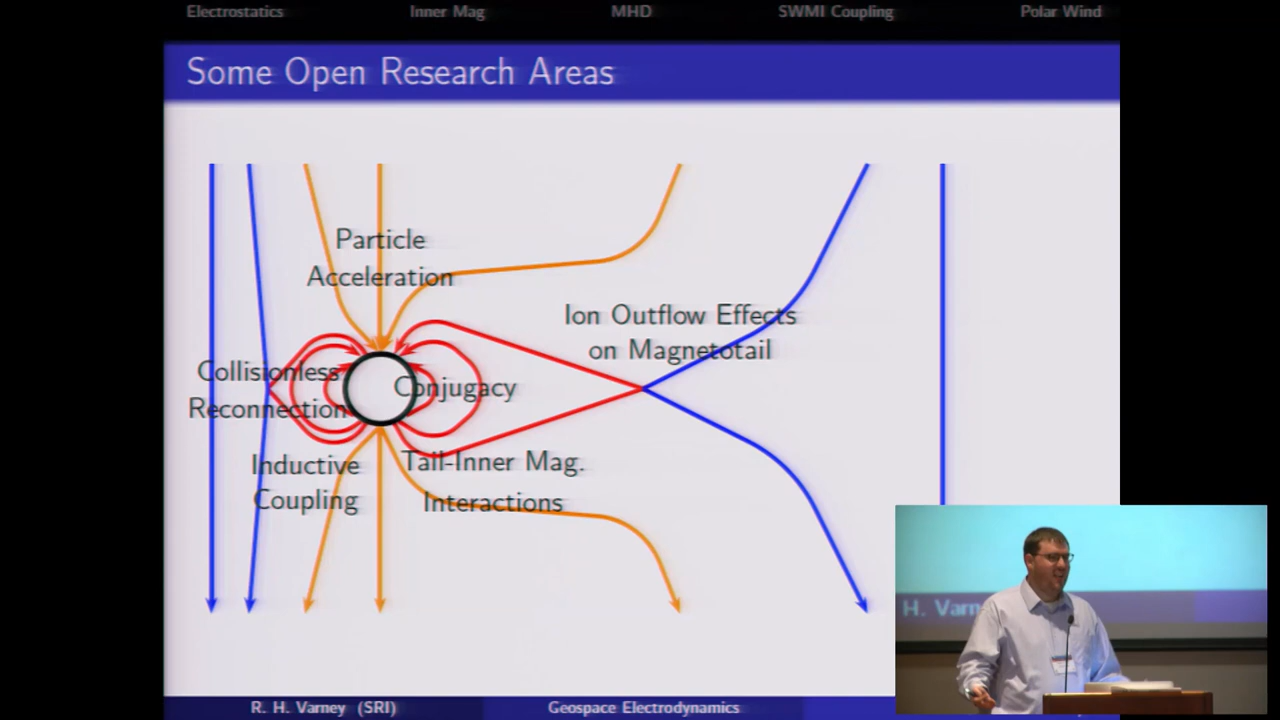 Electrostatics Inner Mag MHD SWMI Coupling Polar Wind
Some Open Research Areas
Particle
Acceleration
Ion Outflow Effects
on Magnetotail
Collisionless
Reconnection
Conjugacy
Inductive
Coupling
Tail-Inner Mag.
Interactions
R. H. Varney (SRI) Geospace Electrodynamics
H. Varn